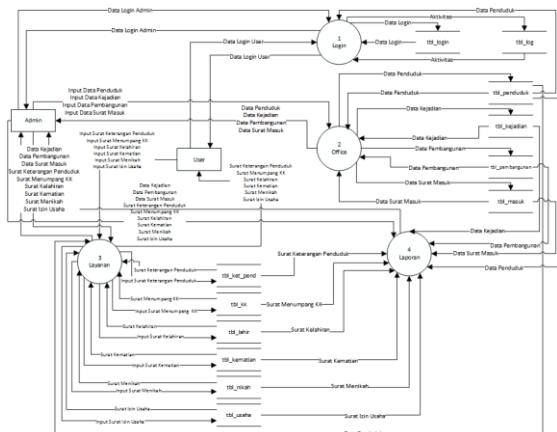 Data Login Admin
Data Login Admin
Data Login User
Data Login User
1
Login
Data Login
Data Login
tbl_login
Aktivitas
Aktivitas
tbl_log
Data Penduduk
Input Data Penduduk
Input Data Kejadian
Input Data Pembangunan
Input Data Surat Masuk
Admin
Data Penduduk
Data Kejadian
Data Pembangunan
Data Surat Masuk
2
Office
Data Penduduk
Data Penduduk
tbl_penduduk
Data Kejadian
Data Kejadian
tbl_kejadian
Data Pembangunan
Data Pembangunan
tbl_pembangunan
Data Surat Masuk
Data Surat Masuk
tbl_masuk
User
Input Surat Keterangan Penduduk
Input Surat Menumpang KK
Input Surat Kelahiran
Input Surat Kematian
Input Surat Menikah
Input Surat Izin Usaha
Surat Keterangan Penduduk
Surat Menumpang KK
Surat Kelahiran
Surat Kematian
Surat Menikah
Surat Izin Usaha
Data Kejadian
Data Pembangunan
Data Surat Masuk
Surat Keterangan Penduduk
Surat Menumpang KK
Surat Kelahiran
Surat Kematian
Surat Menikah
Surat Izin Usaha
Data Kejadian
Data Pembangunan
Data Surat Masuk
Surat Keterangan Penduduk
Surat Menumpang KK
Surat Kelahiran
Surat Kematian
Surat Menikah
Surat Izin Usaha
3
Layanan
4
Laporan
Data Kejadian
Data Pembangunan
Data Surat Masuk
Data Penduduk
Surat Keterangan Penduduk
Input Surat Keterangan Penduduk
tbl_ket_pend
Surat Keterangan Penduduk
Surat Menumpang KK
Input Surat Menumpang KK
tbl_kk
Surat Menumpang KK
Surat Kelahiran
Input Surat Kelahiran
tbl_lahir
Surat Kelahiran
Surat Kematian
Input Surat Kematian
tbl_kematian
Surat Kematian
Surat Menikah
Input Surat Menikah
tbl_nikah
Surat Menikah
Surat Izin Usaha
Input Surat Izin Usaha
tbl_usaha
Surat Izin Usaha